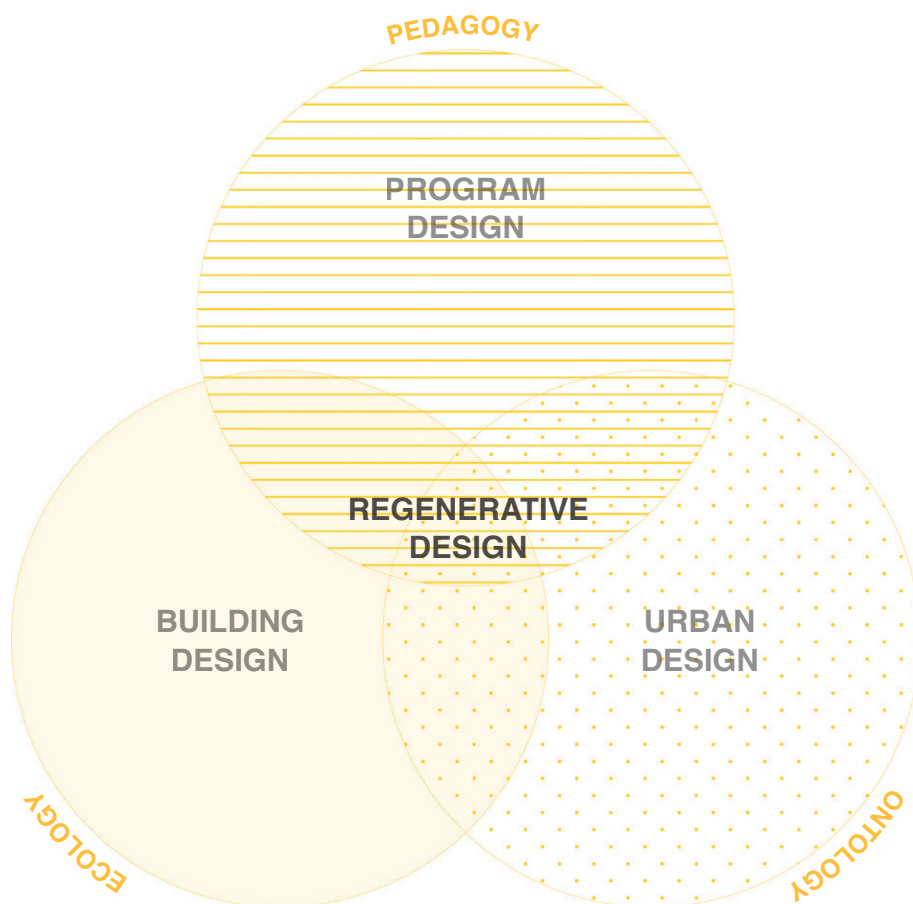 PEDAGOGY
PROGRAM
DESIGN
REGENERATIVE
DESIGN
BUILDING
DESIGN
URBAN
DESIGN
ECOLOGY
ONTOLOGY